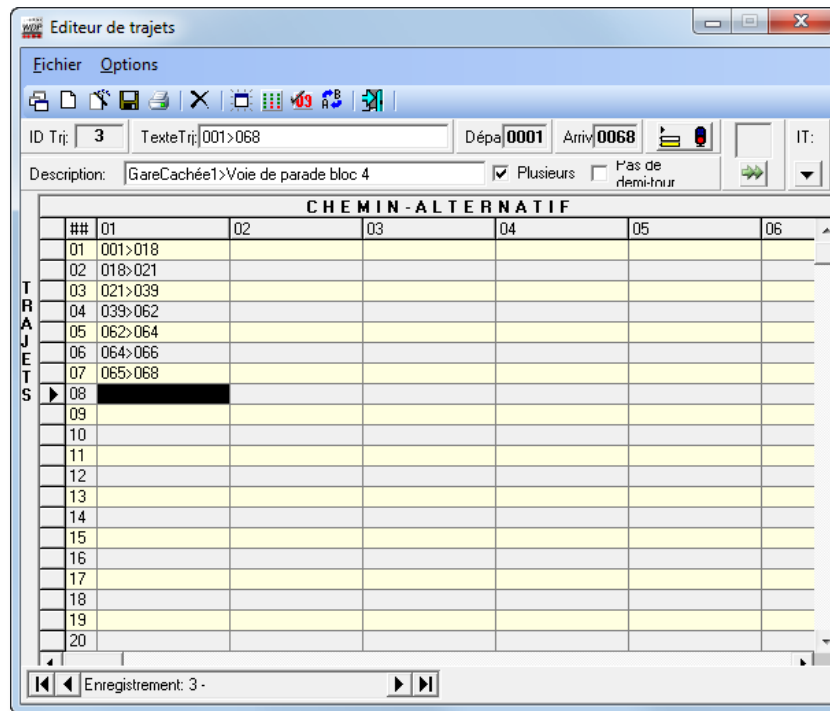 Editeur de trajets
Fichier Options
ID Trj: 3 TexteTrj: 001>068 Dépa 0001 Arriv 0068 IT:
Description: GareCachée1>Voie de parade bloc 4 Plusieurs Pas de demi-tour
CHEMIN-ALTERNATIF
## 01 02 03 04 05 06
01 001>018
02 018>021
03 021>039
04 039>062
05 062>064
06 064>066
07 065>068
08
09
10
11
12
13
14
15
16
17
18
19
20
TRAJETS
Enregistrement: 3 -